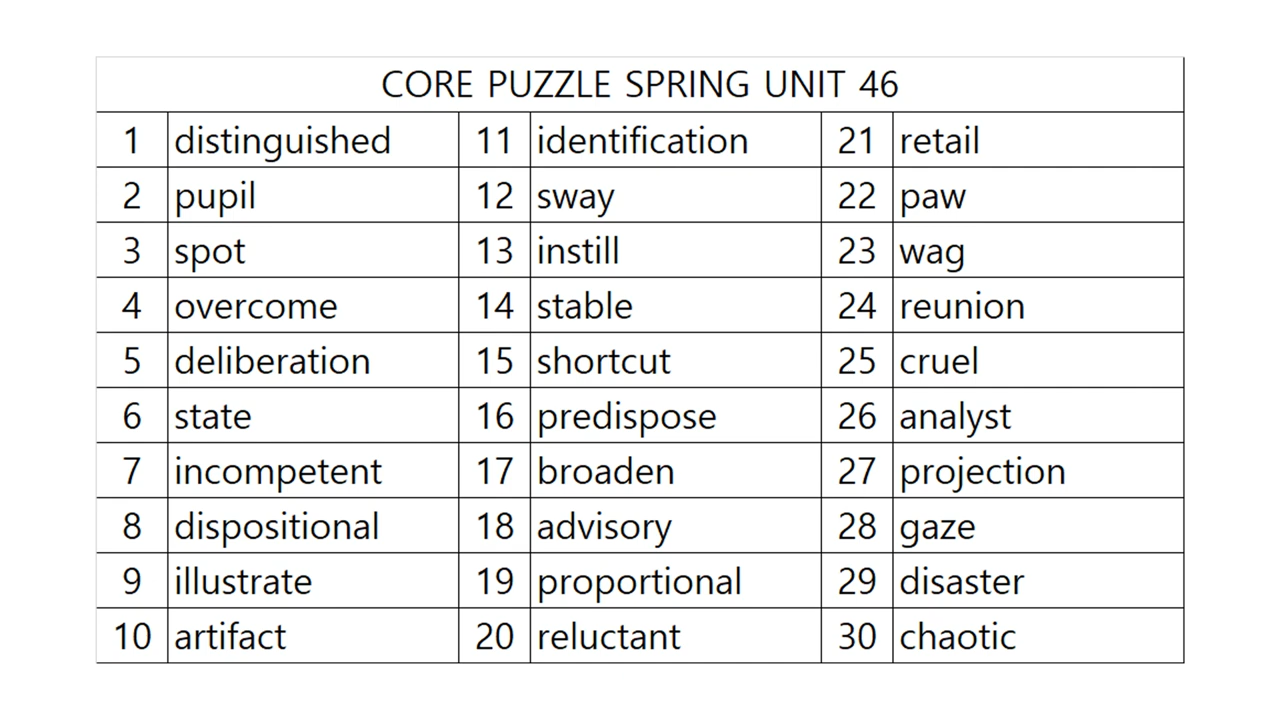 CORE PUZZLE SPRING UNIT 46
1 distinguished 11 identification 21 retail
2 pupil 12 sway 22 paw
3 spot 13 instill 23 wag
4 overcome 14 stable 24 reunion
5 deliberation 15 shortcut 25 cruel
6 state 16 predispose 26 analyst
7 incompetent 17 broaden 27 projection
8 dispositional 18 advisory 28 gaze
9 illustrate 19 proportional 29 disaster
10 artifact 20 reluctant 30 chaotic